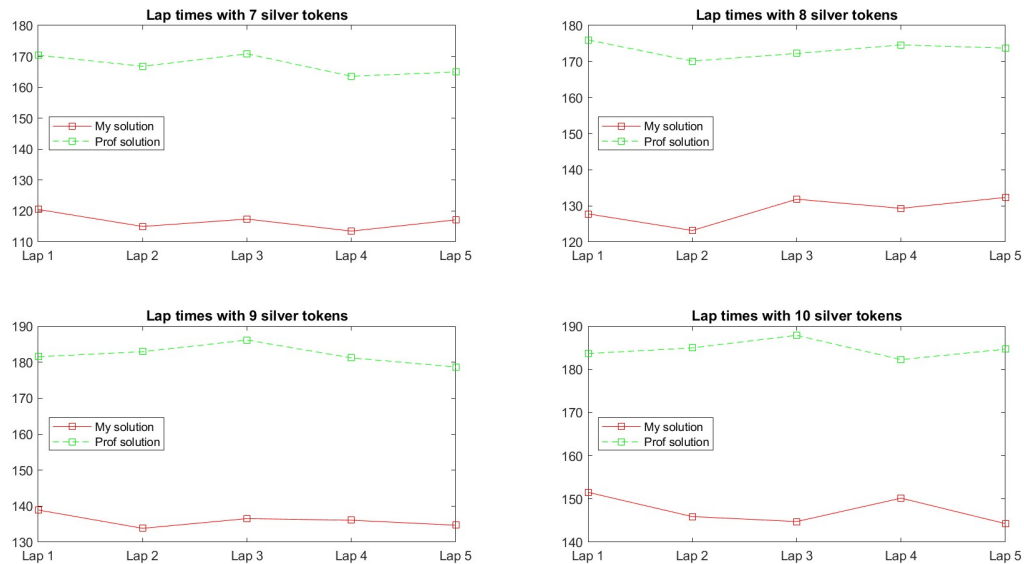 Lap times with 7 silver tokens
180
170
160
150
140
130
120
110
My solution
Prof solution
Lap 1 Lap 2 Lap 3 Lap 4 Lap 5
Lap times with 8 silver tokens
180
170
160
150
140
130
120
My solution
Prof solution
Lap 1 Lap 2 Lap 3 Lap 4 Lap 5
Lap times with 9 silver tokens
190
180
170
160
150
140
130
My solution
Prof solution
Lap 1 Lap 2 Lap 3 Lap 4 Lap 5
Lap times with 10 silver tokens
190
180
170
160
150
140
My solution
Prof solution
Lap 1 Lap 2 Lap 3 Lap 4 Lap 5